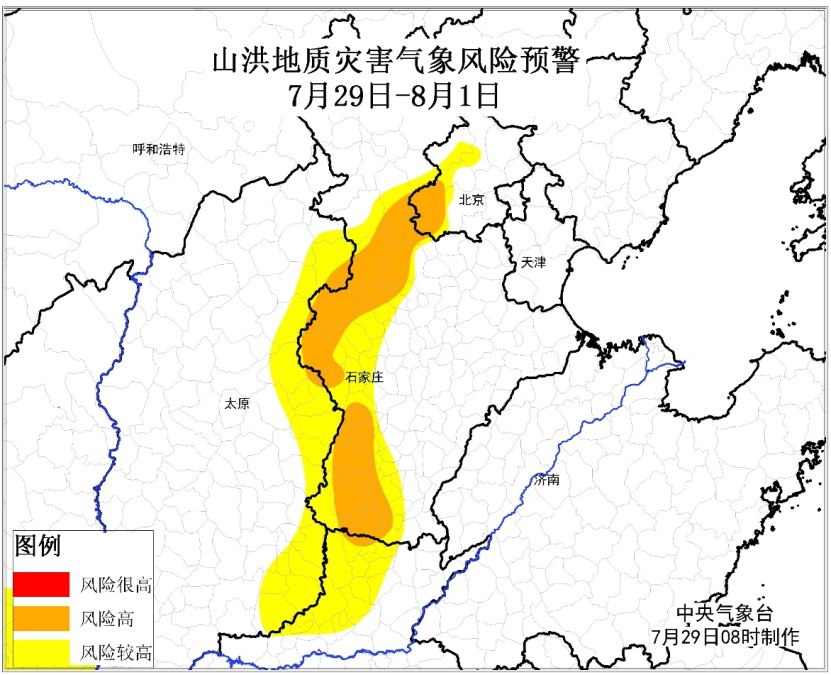 山洪地质灾害气象风险预警
7月29日-8月1日
呼和浩特
北京
天津
石家庄
太原
济南
图例
风险很高
风险高
风险较高
中央气象台
7月29日08时制作